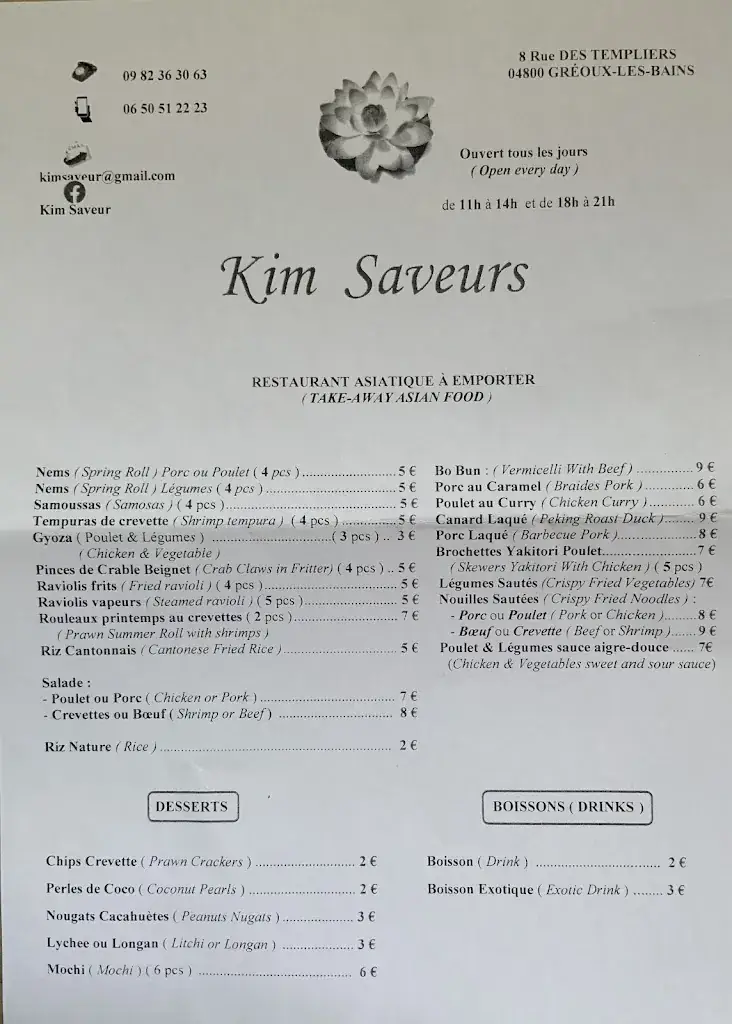 09 82 36 30 63
06 50 51 22 23
kimsaveur@gmail.com
Kim Saveur
8 Rue DES TEMPLIERS
04800 GRÉOUX-LES-BAINS
Ouvert tous les jours
( Open every day )
de 11h à 14h et de 18h à 21h
Kim Saveurs
RESTAURANT ASIATIQUE À EMPORTER
( TAKE-AWAY ASIAN FOOD )
Nems ( Spring Roll ) Porc ou Poulet ( 4 pcs ) ........................... 5 €
Nems ( Spring Roll ) Légumes ( 4 pcs ) ........................... 5 €
Samoussas ( Samosas ) ( 4 pcs ) ........................... 5 €
Tempuras de crevette ( Shrimp tempura ) ( 4 pcs ) ................ 5 €
Gyoza ( Poulet & Légumes ) ...........................( 3 pcs ) .. 3 €
( Chicken & Vegetable )
Pinces de Crable Beignet ( Crab Claws in Fritter) ( 4 pcs ) .. 5 €
Raviolis frits ( Fried ravioli ) ( 4 pcs ) ........................... 5 €
Raviolis vapeurs ( Steamed ravioli ) ( 5 pcs ) ........................... 5 €
Rouleaux printemps au crevettes ( 2 pcs ) ........................... 7 €
( Prawn Summer Roll with shrimps )
Riz Cantonnais ( Cantonese Fried Rice ) ........................... 5 €
Salade :
- Poulet ou Porc ( Chicken or Pork ) ........................... 7 €
- Crevettes ou Bœuf ( Shrimp or Beef ) ........................... 8 €
Riz Nature ( Rice ) ........................... 2 €
Bo Bun : ( Vermicelli With Beef ) ............... 9 €
Porc au Caramel ( Braides Pork ) ............. 6 €
Poulet au Curry ( Chicken Curry ) ............ 6 €
Canard Laqué ( Peking Roast Duck ) ........ 9 €
Porc Laqué ( Barbecue Pork ) ..................... 8 €
Brochettes Yakitori Poulet ........................ 7 €
( Skewers Yakitori With Chicken ) ( 5 pcs )
Légumes Sautés (Crispy Fried Vegetables) 7€
Nouilles Sautées ( Crispy Fried Noodles ) :
- Porc ou Poulet ( Pork or Chicken ) ......... 8 €
- Bœuf ou Crevette ( Beef or Shrimp ) ....... 9 €
Poulet & Légumes sauce aigre-douce ...... 7€
(Chicken & Vegetables sweet and sour sauce)
DESSERTS
Chips Crevette ( Prawn Crackers ) ........................... 2 €
Perles de Coco ( Coconut Pearls ) ........................... 2 €
Nougats Cacahuètes ( Peanuts Nugats ) ..................... 3 €
Lychee ou Longan ( Litchi or Longan ) ................... 3 €
Mochi ( Mochi ) ( 6 pcs ) ........................... 6 €
BOISSONS ( DRINKS )
Boisson ( Drink ) ........................... 2 €
Boisson Exotique ( Exotic Drink ) ........ 3 €